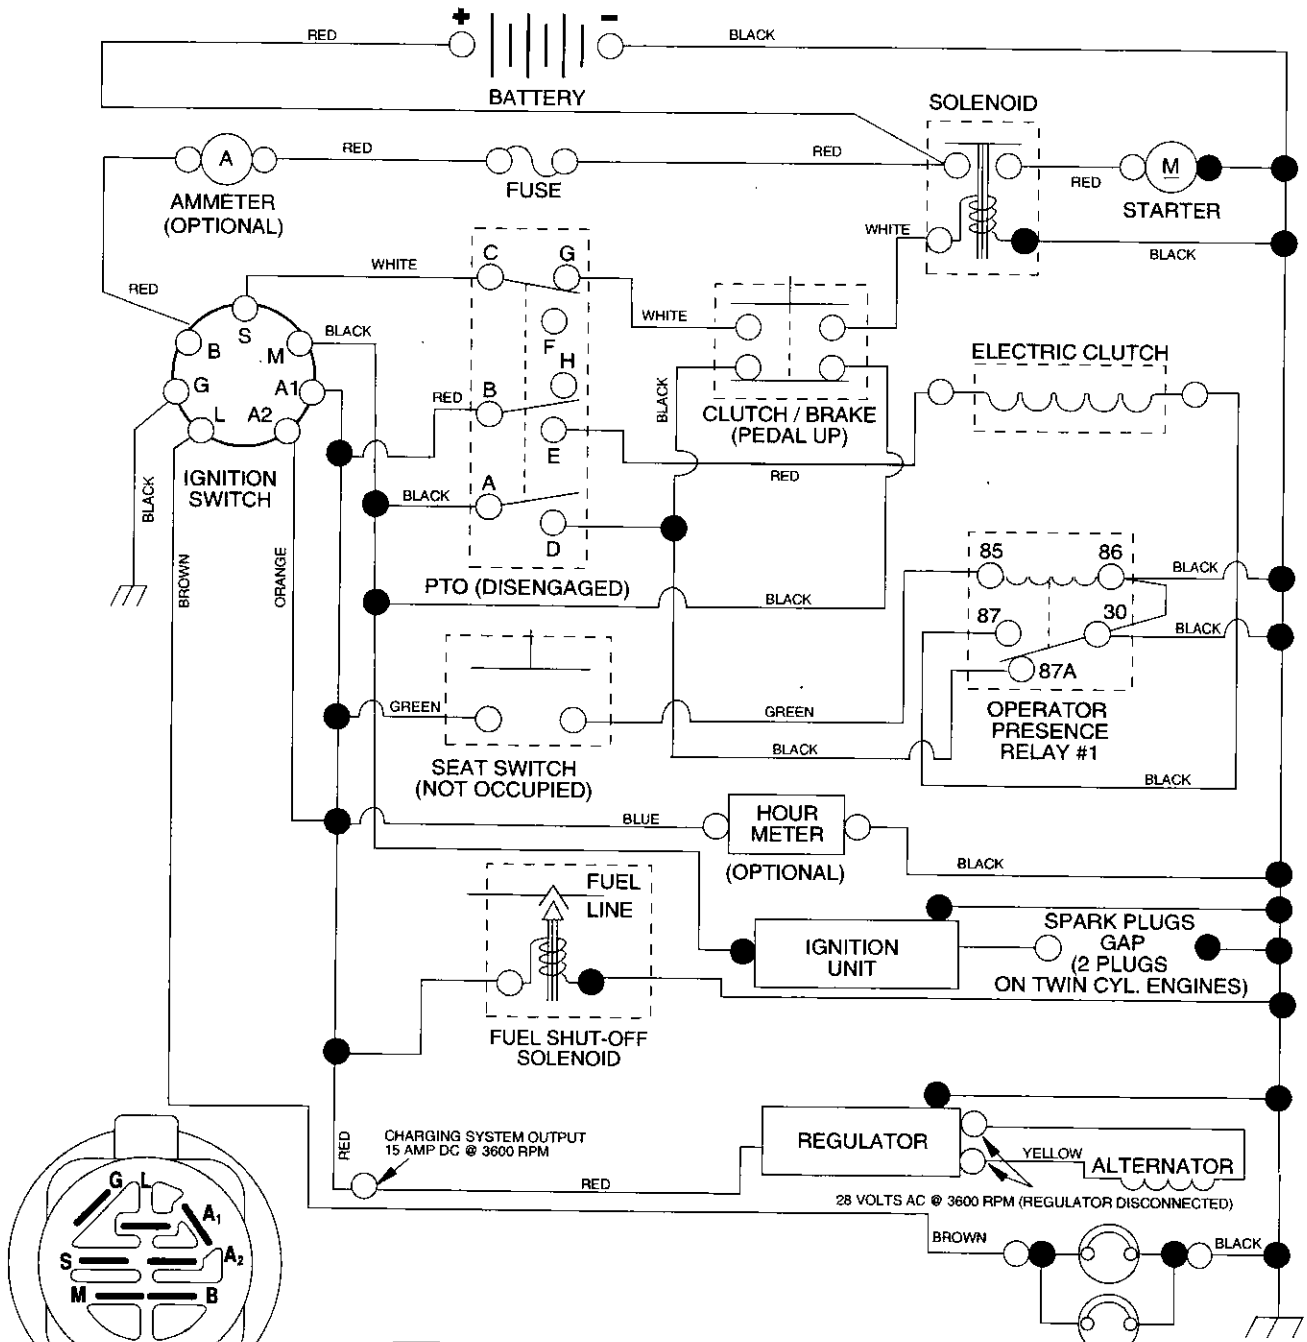 +
−
RED
BLACK
BATTERY
SOLENOID
A
RED
RED
FUSE
M
RED
STARTER
AMMETER
(OPTIONAL)
WHITE
BLACK
C
G
WHITE
RED
S
BLACK
WHITE
F
B
M
H
ELECTRIC CLUTCH
G
A1
B
RED
BLACK
CLUTCH / BRAKE
(PEDAL UP)
L
A2
E
RED
IGNITION
SWITCH
A
BLACK
BLACK
D
BROWN
ORANGE
85
86
BLACK
PTO (DISENGAGED)
BLACK
87
30
BLACK
87A
GREEN
GREEN
OPERATOR
PRESENCE
RELAY #1
BLACK
SEAT SWITCH
(NOT OCCUPIED)
BLACK
BLUE
HOUR
METER
(OPTIONAL)
BLACK
FUEL
LINE
IGNITION
UNIT
SPARK PLUGS
GAP
(2 PLUGS
ON TWIN CYL. ENGINES)
FUEL SHUT-OFF
SOLENOID
RED
CHARGING SYSTEM OUTPUT
15 AMP DC @ 3600 RPM
REGULATOR
YELLOW
ALTERNATOR
RED
28 VOLTS AC @ 3600 RPM (REGULATOR DISCONNECTED)
BROWN
BLACK
G
L
A1
S
A2
M
B